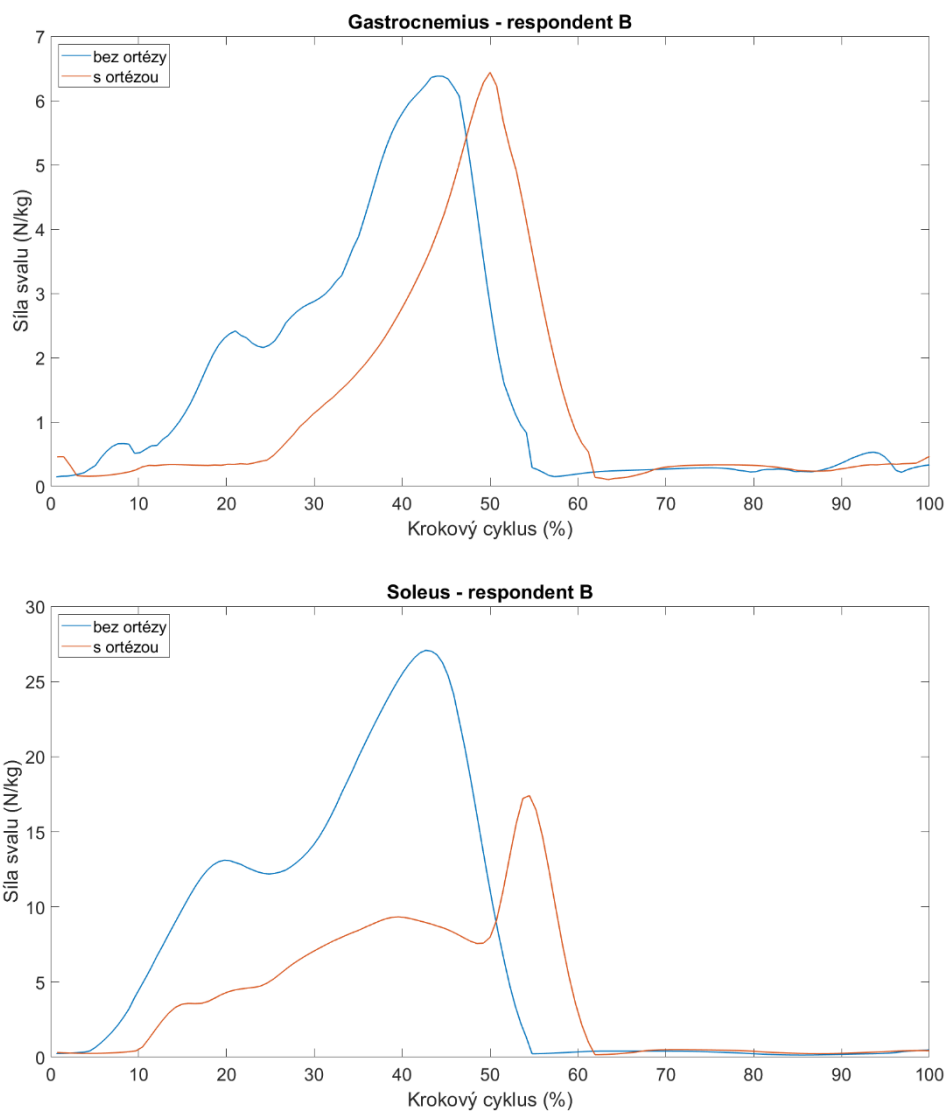 Gastrocnemius - respondent B
bez ortézy
s ortézou
Síla svalu (N/kg)
7
6
5
4
3
2
1
0
0 10 20 30 40 50 60 70 80 90 100
Krokový cyklus (%)
Soleus - respondent B
bez ortézy
s ortézou
Síla svalu (N/kg)
30
25
20
15
10
5
0
0 10 20 30 40 50 60 70 80 90 100
Krokový cyklus (%)